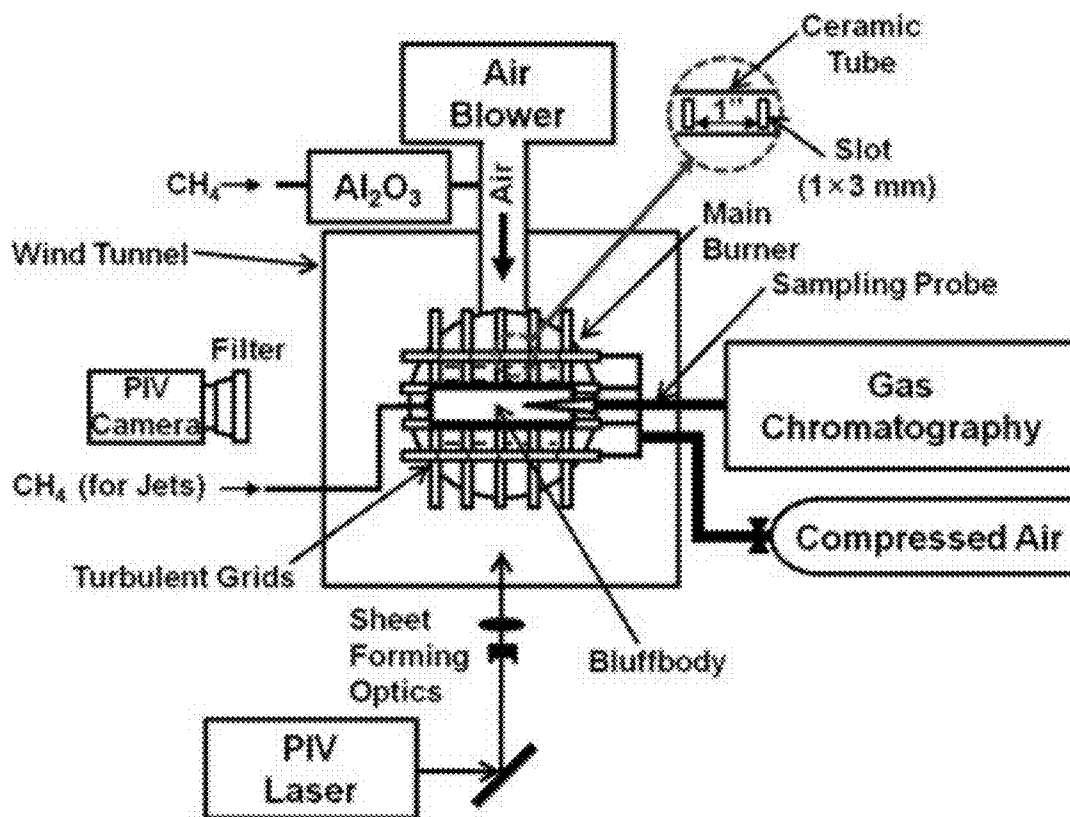 Air
Blower
Ceramic
Tube
1"
Slot
(1×3 mm)
CH₄
Al₂O₃
Air
Main
Burner
Wind Tunnel
Sampling Probe
Filter
PIV
Camera
Gas
Chromatography
CH₄ (for Jets)
Compressed Air
Turbulent Grids
Sheet
Forming
Optics
Bluffbody
PIV
Laser